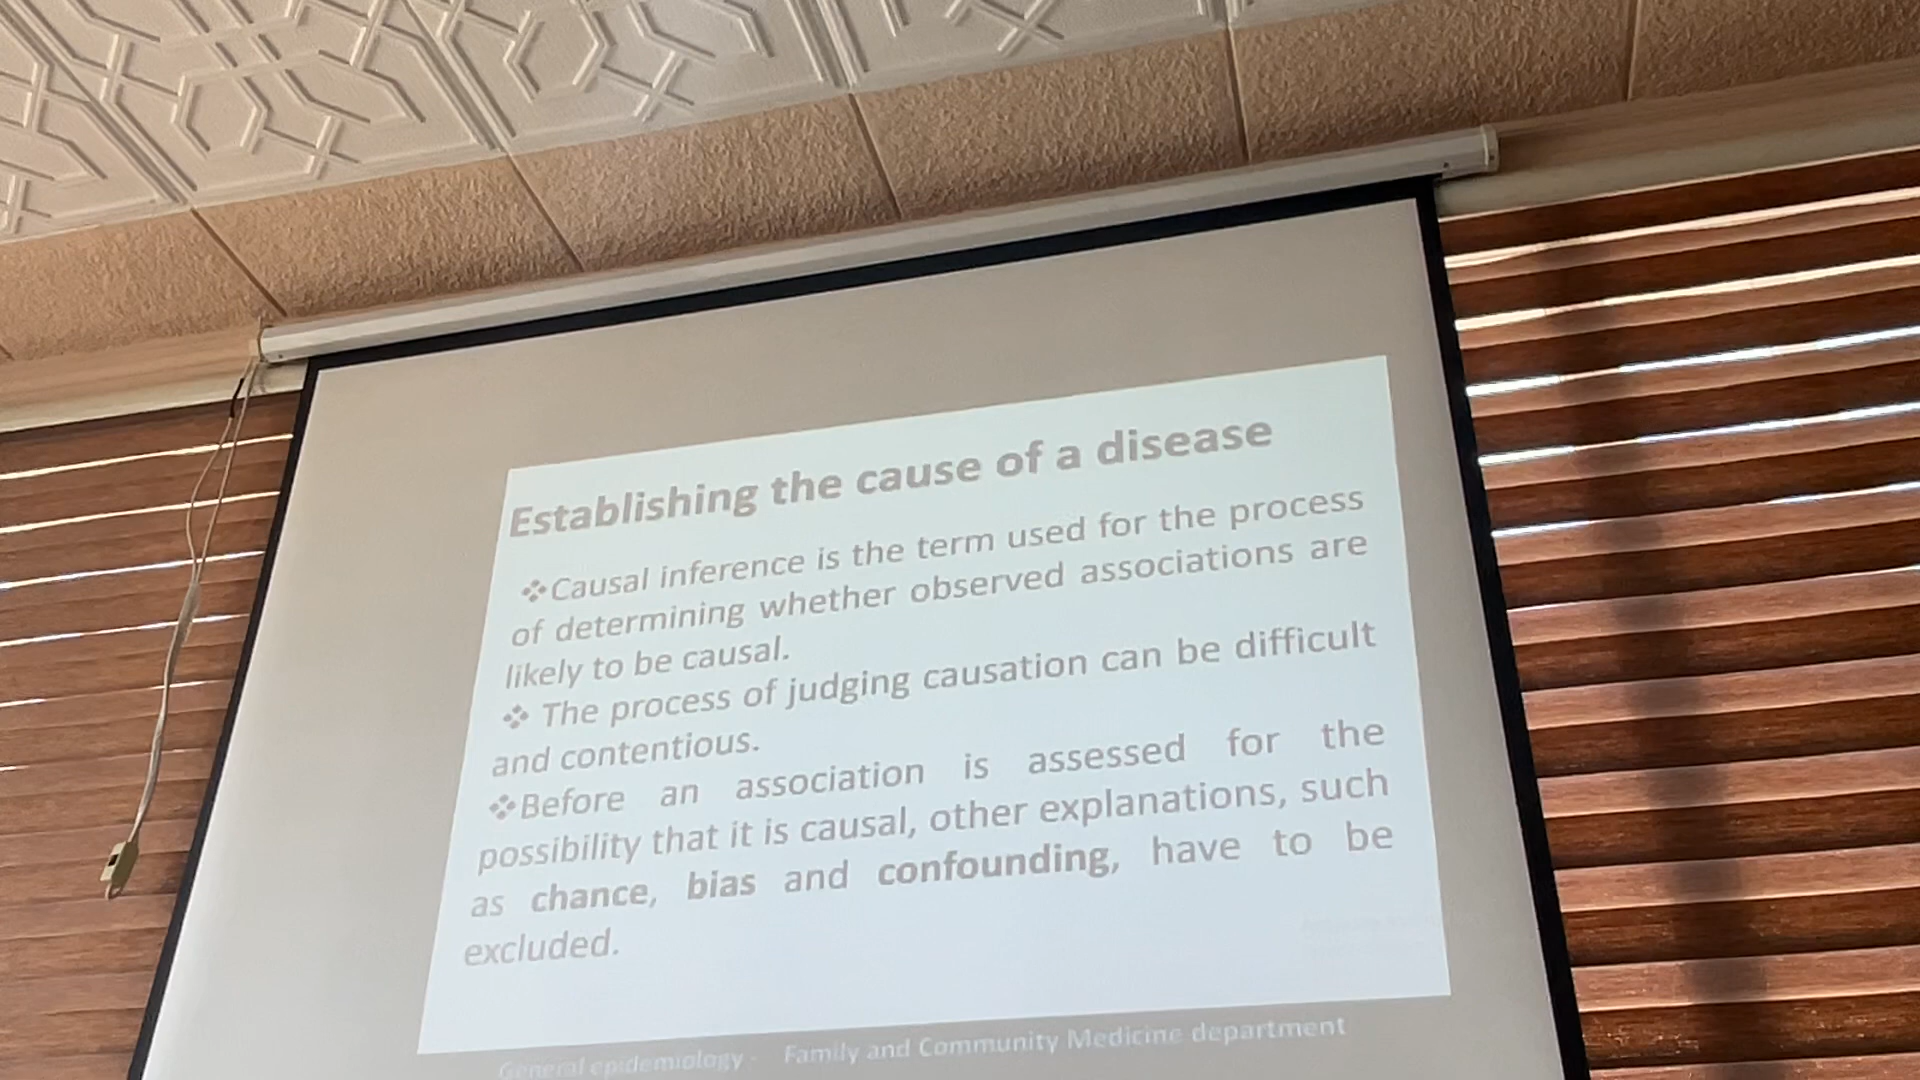 Establishing the cause of a disease
❖Causal inference is the term used for the process
of determining whether observed associations are
likely to be causal.
❖ The process of judging causation can be difficult
and contentious.
❖Before an association is assessed for the
possibility that it is causal, other explanations, such
as chance, bias and confounding, have to be
excluded.
General epidemiology - Family and Community Medicine department